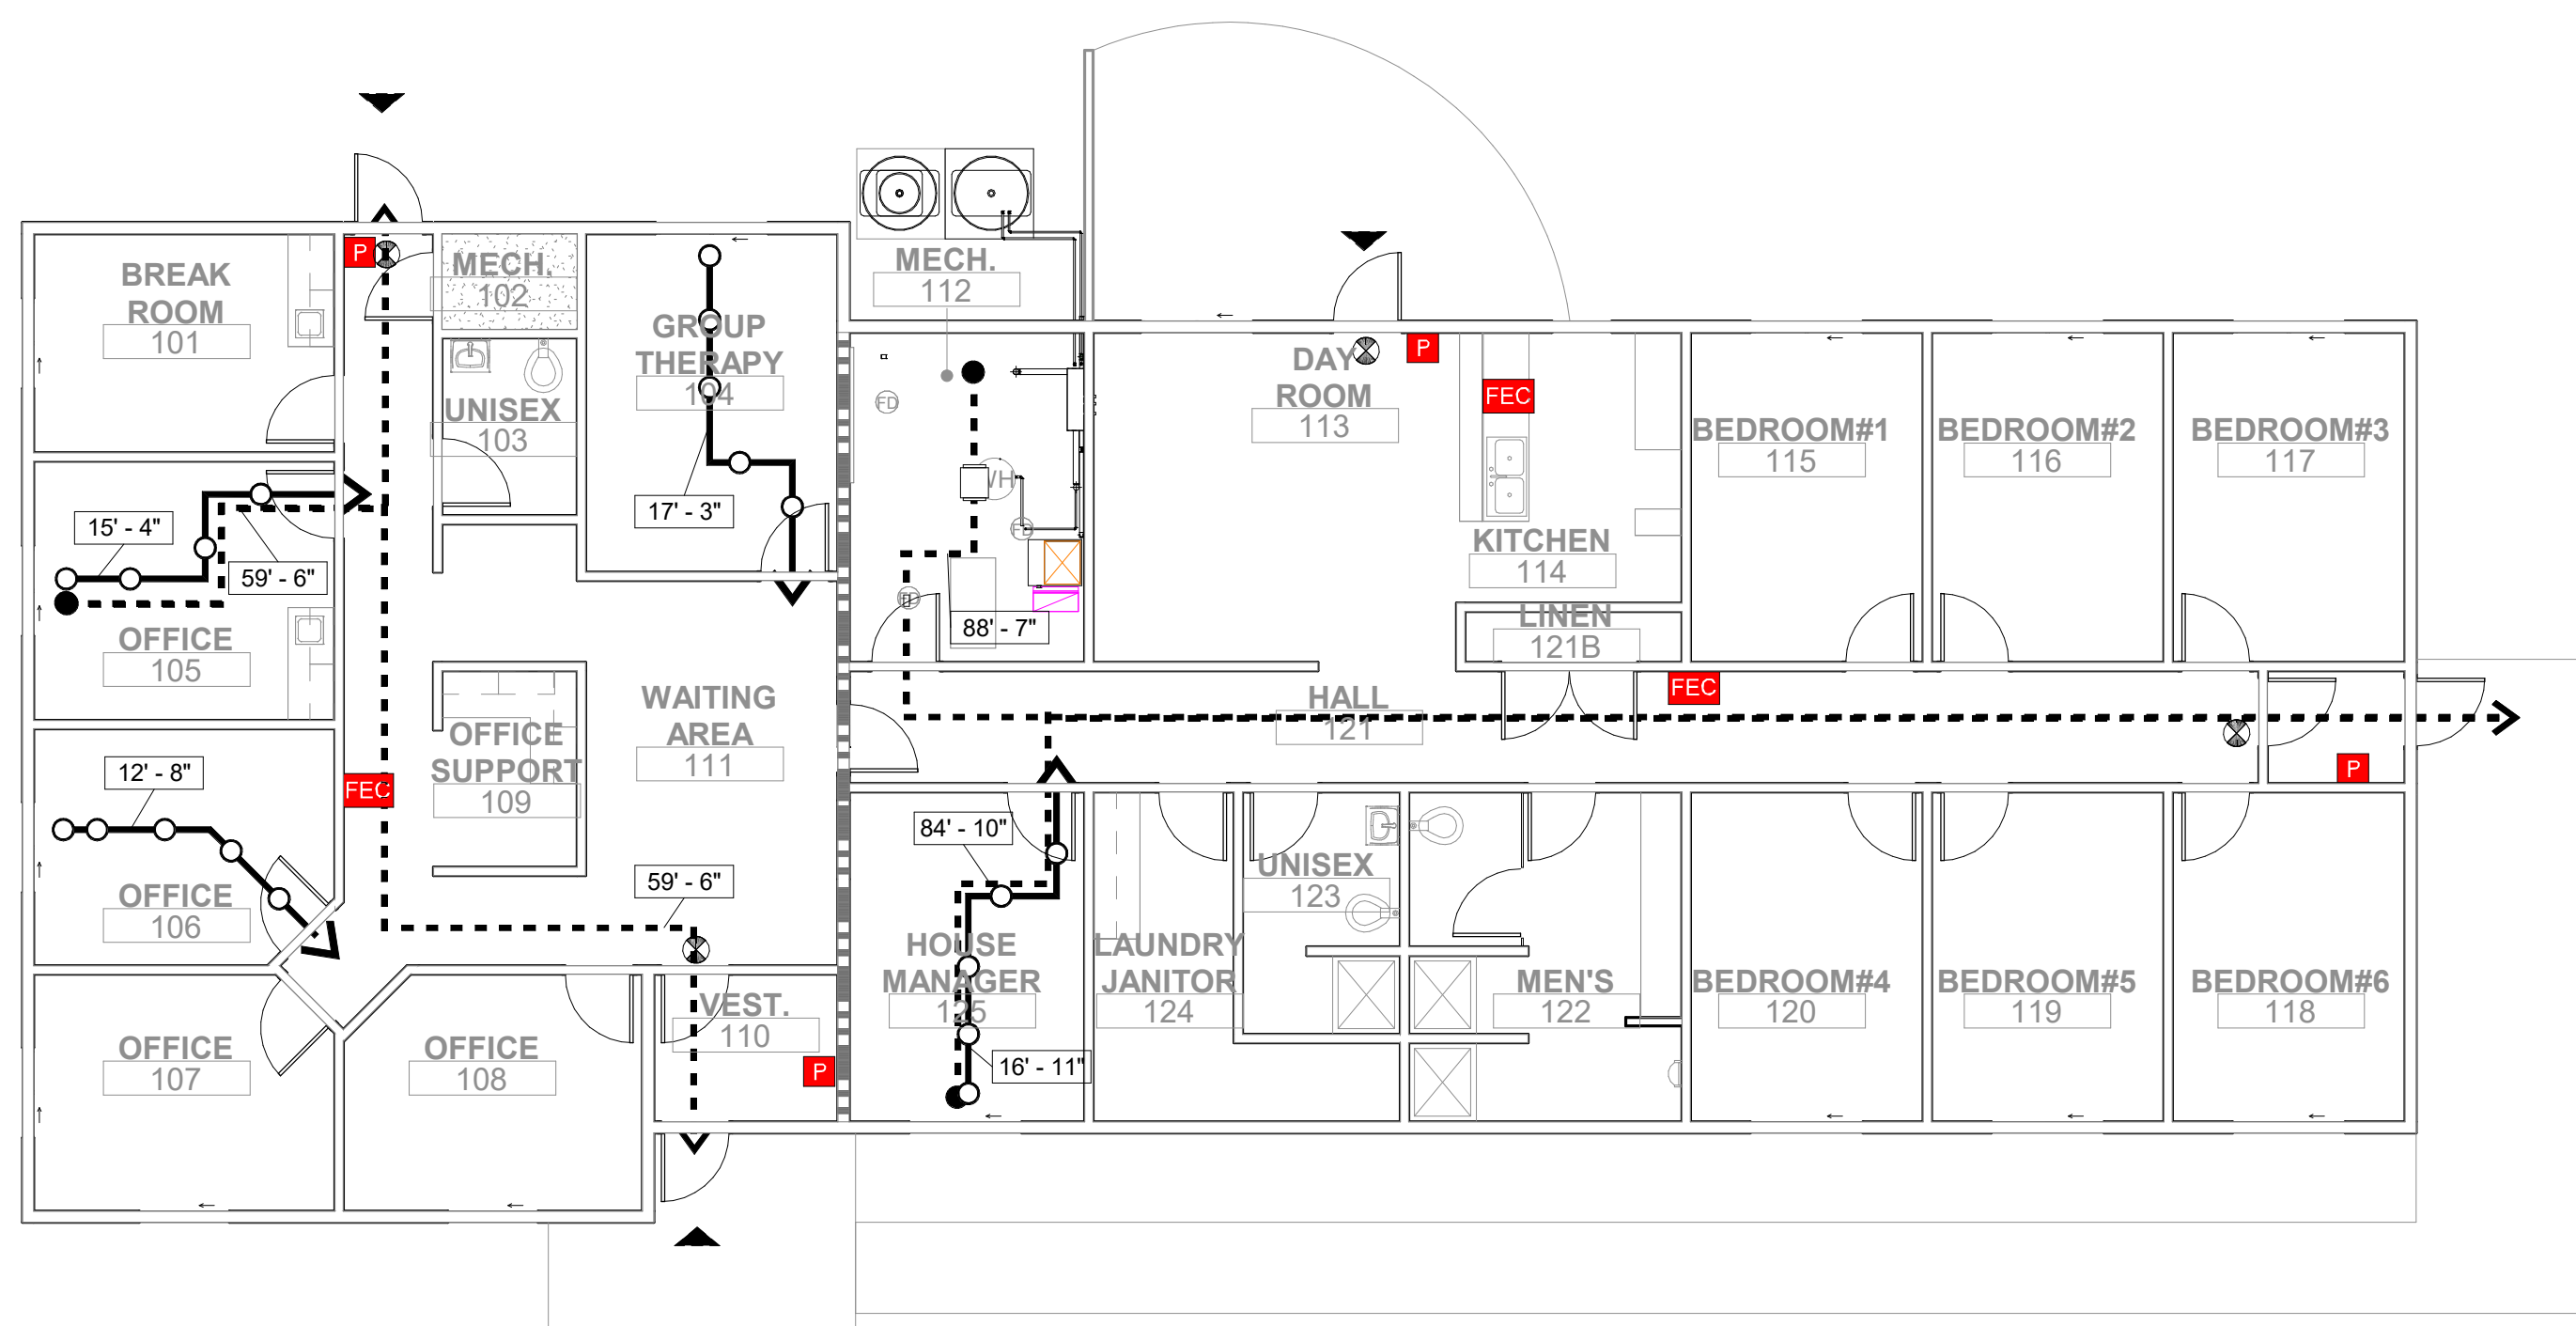 P
BREAK
ROOM
101
MECH.
102
GROUP
THERAPY
104
UNISEX
103
MECH.
112
FD
WH
FD
FD
DAY
ROOM
113
P
FEC
KITCHEN
114
LINEN
121B
BEDROOM#1
115
BEDROOM#2
116
BEDROOM#3
117
15' - 4"
59' - 6"
17' - 3"
88' - 7"
OFFICE
105
WAITING
AREA
111
OFFICE
SUPPORT
109
HALL
121
FEC
P
12' - 8"
FEC
OFFICE
106
59' - 6"
84' - 10"
HOUSE
MANAGER
125
16' - 11"
LAUNDRY
JANITOR
124
UNISEX
123
MEN'S
122
BEDROOM#4
120
BEDROOM#5
119
BEDROOM#6
118
OFFICE
107
OFFICE
108
VEST.
110
P